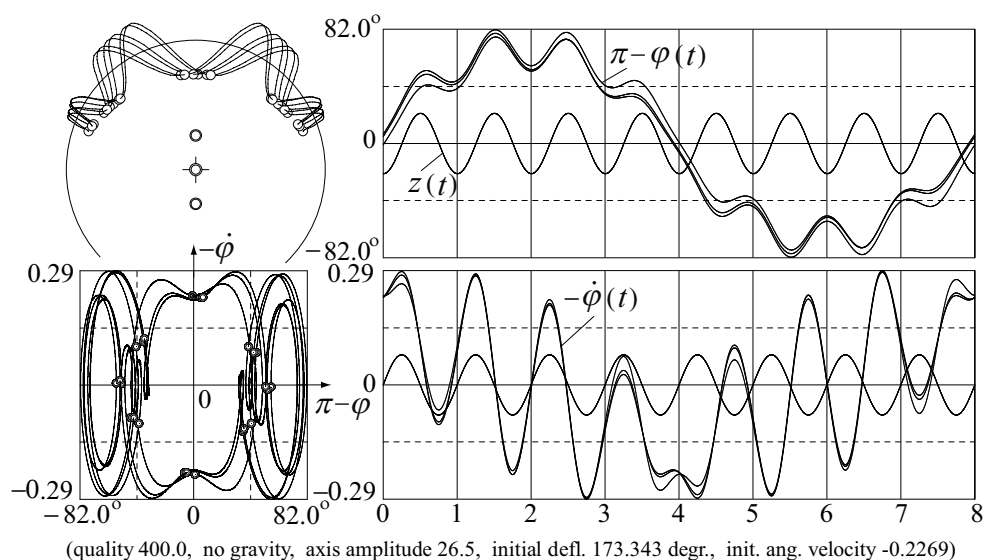 82.0°
π−φ(t)
0
z(t)
−82.0°
−φ̇
0.29
0
π−φ
−0.29
−82.0° 0 82.0°
0.29
−φ̇(t)
0
−0.29
0 1 2 3 4 5 6 7 8
(quality 400.0, no gravity, axis amplitude 26.5, initial defl. 173.343 degr., init. ang. velocity -0.2269)